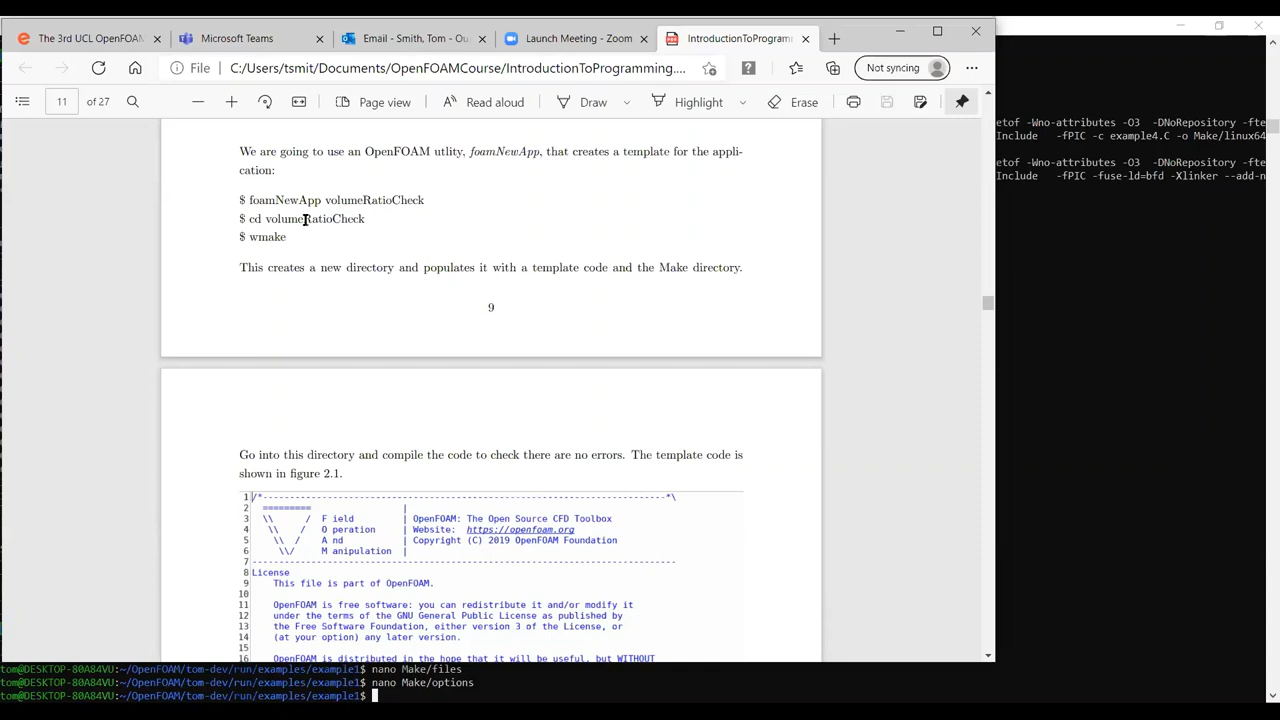 The 3rd UCL OpenFOAM
Microsoft Teams
Email - Smith, Tom - Ou
Launch Meeting - Zoom
IntroductionToProgramm
File
C:/Users/tsmit/Documents/OpenFOAMCourse/IntroductionToProgramming....
Not syncing
11 of 27
Page view
Read aloud
Draw
Highlight
Erase
We are going to use an OpenFOAM utlity, foamNewApp, that creates a template for the appli-
cation:
$ foamNewApp volumeRatioCheck
$ cd volumeRatioCheck
$ wmake
This creates a new directory and populates it with a template code and the Make directory.
9
Go into this directory and compile the code to check there are no errors. The template code is
shown in figure 2.1.
1 /*---------------------------------------------------------------------------*\
2 ========= |
3 \\ / F ield | OpenFOAM: The Open Source CFD Toolbox
4 \\ / O peration | Website: https://openfoam.org
5 \\ / A nd | Copyright (C) 2019 OpenFOAM Foundation
6 \\/ M anipulation |
7 -------------------------------------------------------------------------------
8 License
9 This file is part of OpenFOAM.
10
11 OpenFOAM is free software: you can redistribute it and/or modify it
12 under the terms of the GNU General Public License as published by
13 the Free Software Foundation, either version 3 of the License, or
14 (at your option) any later version.
15
16 OpenFOAM is distributed in the hope that it will be useful, but WITHOUT
etof -Wno-attributes -O3 -DNoRepository -fte
Include -fPIC -c example4.C -o Make/linux64
etof -Wno-attributes -O3 -DNoRepository -fte
Include -fPIC -fuse-ld=bfd -Xlinker --add-n
tom@DESKTOP-80A84VU:~/OpenFOAM/tom-dev/run/examples/example1$ nano Make/files
tom@DESKTOP-80A84VU:~/OpenFOAM/tom-dev/run/examples/example1$ nano Make/options
tom@DESKTOP-80A84VU:~/OpenFOAM/tom-dev/run/examples/example1$